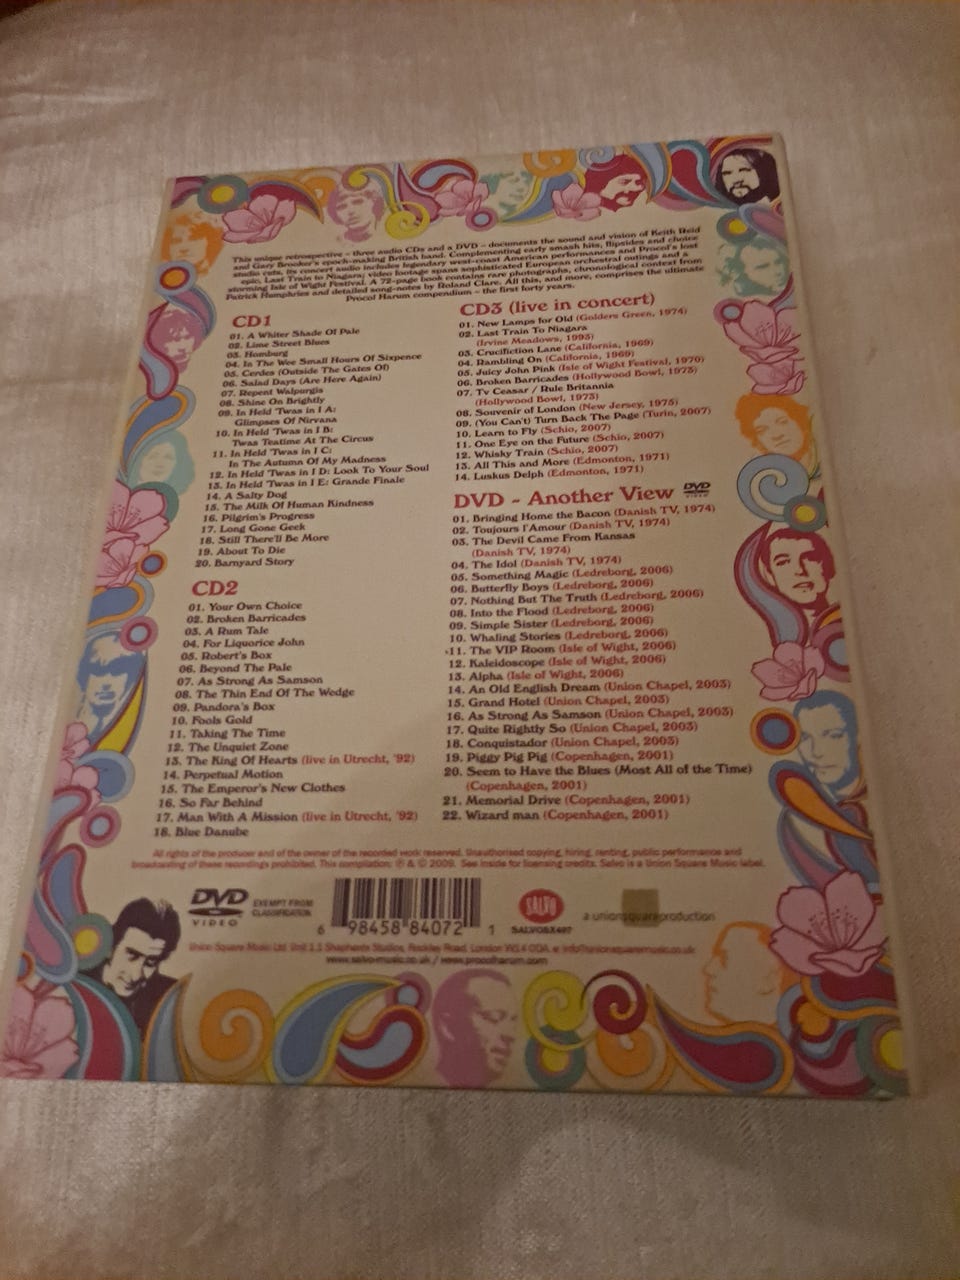 This unique retrospective – three audio CDs and a DVD – documents the sound and vision of Keith Reid
and Gary Brooker's epoch-making British band. Complementing early smash hits, flipsides and choice
studio cuts, its concert audio includes legendary west-coast American performances and Procol's lost
epic, Last Train to Niagara; video footage spans sophisticated European orchestral outings and a
storming Isle of Wight Festival. A 72-page book contains rare photographs, chronological context from
Patrick Humphries and detailed song-notes by Roland Clare. All this, and more, comprises the ultimate
Procol Harum compendium – the first forty years.
CD1
01. A Whiter Shade Of Pale
02. Lime Street Blues
03. Homburg
04. In The Wee Small Hours Of Sixpence
05. Cerdes (Outside The Gates Of)
06. Salad Days (Are Here Again)
07. Repent Walpurgis
08. Shine On Brightly
09. In Held 'Twas in I A:
Glimpses Of Nirvana
10. In Held 'Twas in I B:
Twas Teatime At The Circus
11. In Held 'Twas in I C:
In The Autumn Of My Madness
12. In Held 'Twas in I D: Look To Your Soul
13. In Held 'Twas in I E: Grande Finale
14. A Salty Dog
15. The Milk Of Human Kindness
16. Pilgrim's Progress
17. Long Gone Geek
18. Still There'll Be More
19. About To Die
20. Barnyard Story
CD2
01. Your Own Choice
02. Broken Barricades
03. A Rum Tale
04. For Liquorice John
05. Robert's Box
06. Beyond The Pale
07. As Strong As Samson
08. The Thin End Of The Wedge
09. Pandora's Box
10. Fools Gold
11. Taking The Time
12. The Unquiet Zone
13. The King Of Hearts (live in Utrecht, '92)
14. Perpetual Motion
15. The Emperor's New Clothes
16. So Far Behind
17. Man With A Mission (live in Utrecht, '92)
18. Blue Danube
CD3 (live in concert)
01. New Lamps for Old (Golders Green, 1974)
02. Last Train To Niagara
(Irvine Meadows, 1993)
03. Crucifiction Lane (California, 1969)
04. Rambling On (California, 1969)
05. Juicy John Pink (Isle of Wight Festival, 1970)
06. Broken Barricades (Hollywood Bowl, 1973)
07. Tv Ceasar / Rule Britannia
(Hollywood Bowl, 1973)
08. Souvenir of London (New Jersey, 1975)
09. (You Can't) Turn Back The Page (Turin, 2007)
10. Learn to Fly (Schio, 2007)
11. One Eye on the Future (Schio, 2007)
12. Whisky Train (Schio, 2007)
13. All This and More (Edmonton, 1971)
14. Luskus Delph (Edmonton, 1971)
DVD - Another View DVD VIDEO
01. Bringing Home the Bacon (Danish TV, 1974)
02. Toujours l'Amour (Danish TV, 1974)
03. The Devil Came From Kansas
(Danish TV, 1974)
04. The Idol (Danish TV, 1974)
05. Something Magic (Ledreborg, 2006)
06. Butterfly Boys (Ledreborg, 2006)
07. Nothing But The Truth (Ledreborg, 2006)
08. Into the Flood (Ledreborg, 2006)
09. Simple Sister (Ledreborg, 2006)
10. Whaling Stories (Ledreborg, 2006)
11. The VIP Room (Isle of Wight, 2006)
12. Kaleidoscope (Isle of Wight, 2006)
13. Alpha (Isle of Wight, 2006)
14. An Old English Dream (Union Chapel, 2003)
15. Grand Hotel (Union Chapel, 2003)
16. As Strong As Samson (Union Chapel, 2003)
17. Quite Rightly So (Union Chapel, 2003)
18. Conquistador (Union Chapel, 2003)
19. Piggy Pig Pig (Copenhagen, 2001)
20. Seem to Have the Blues (Most All of the Time)
(Copenhagen, 2001)
21. Memorial Drive (Copenhagen, 2001)
22. Wizard man (Copenhagen, 2001)
All rights of the producer and of the owner of the recorded work reserved. Unauthorised copying, hiring, renting, public performance and
broadcasting of these recordings prohibited. This compilation: ℗ & © 2009. See inside for licensing credits. Salvo is a Union Square Music label.
DVD VIDEO
EXEMPT FROM
CLASSIFICATION
6 98458 84072 1
SALVO
SALVOBX407
a unionsquareproduction
Union Square Music Ltd. Unit 1.1 Shepherds Studios, Rockley Road, London W14 0DA. e: info@unionsquaremusic.co.uk
www.salvo-music.co.uk / www.procolharum.com